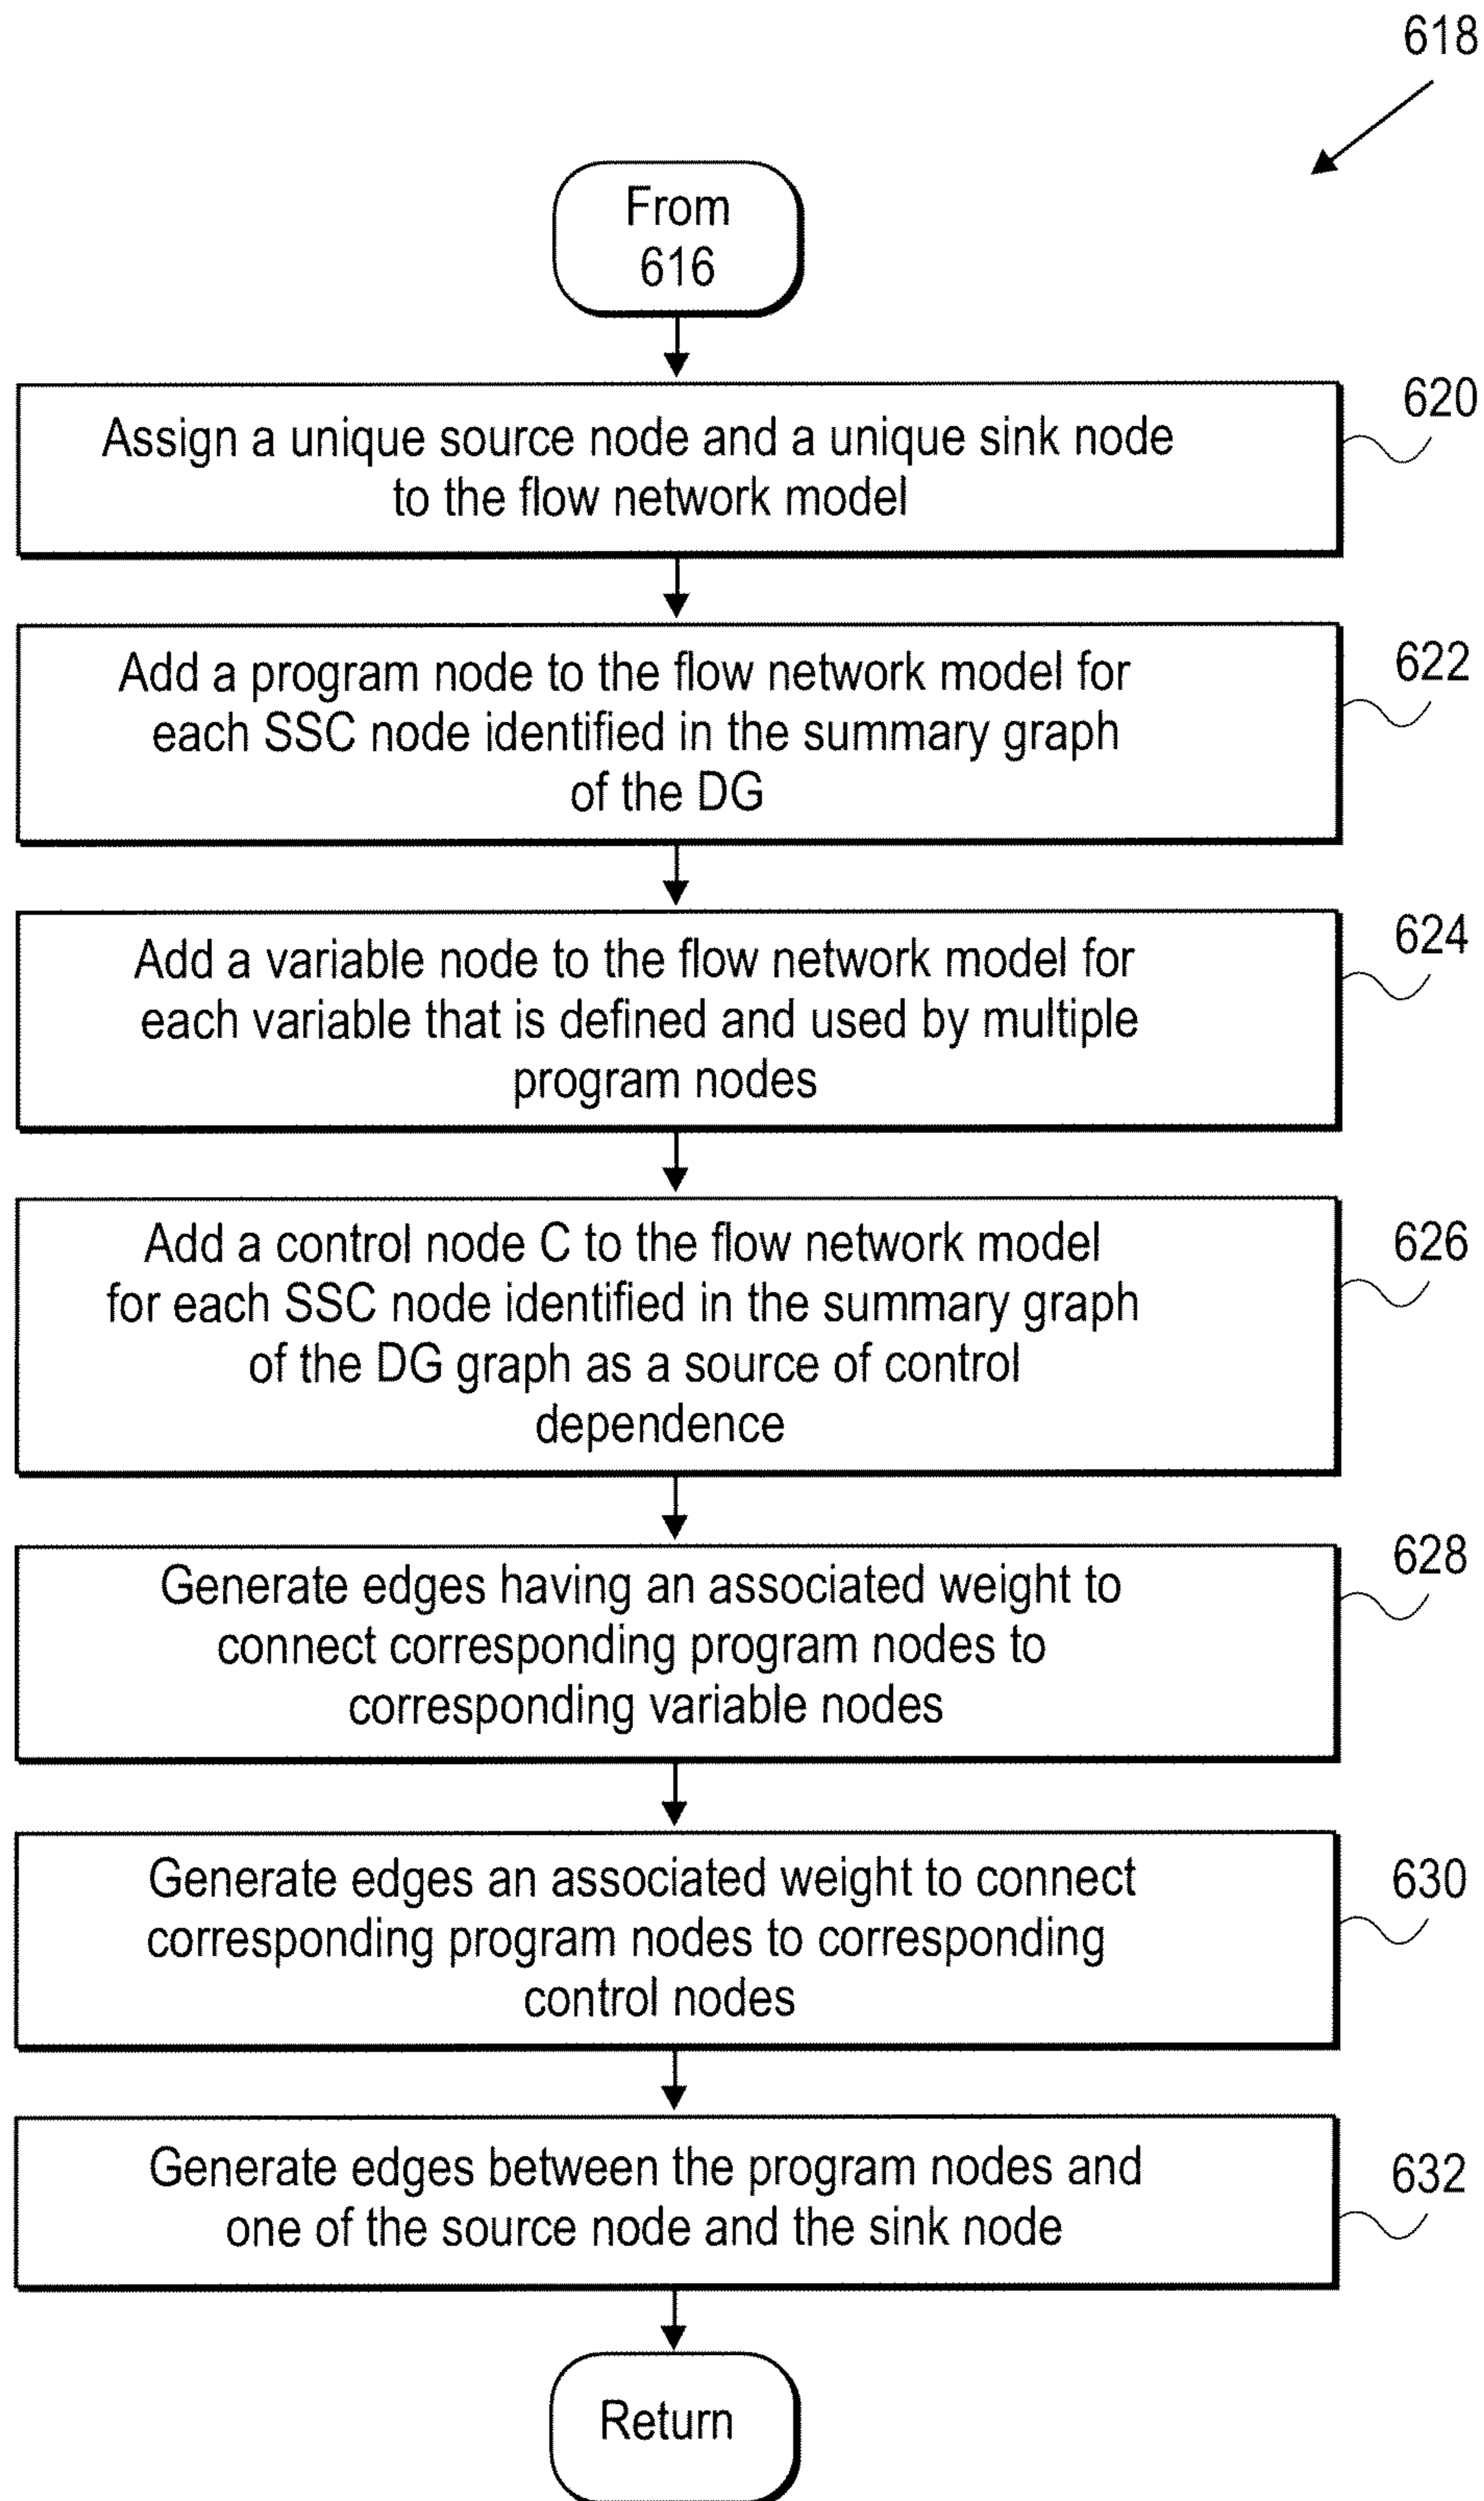 618
From
616
620
Assign a unique source node and a unique sink node
to the flow network model
622
Add a program node to the flow network model for
each SSC node identified in the summary graph
of the DG
624
Add a variable node to the flow network model for
each variable that is defined and used by multiple
program nodes
626
Add a control node C to the flow network model
for each SSC node identified in the summary graph
of the DG graph as a source of control
dependence
628
Generate edges having an associated weight to
connect corresponding program nodes to
corresponding variable nodes
630
Generate edges an associated weight to connect
corresponding program nodes to corresponding
control nodes
632
Generate edges between the program nodes and
one of the source node and the sink node
Return